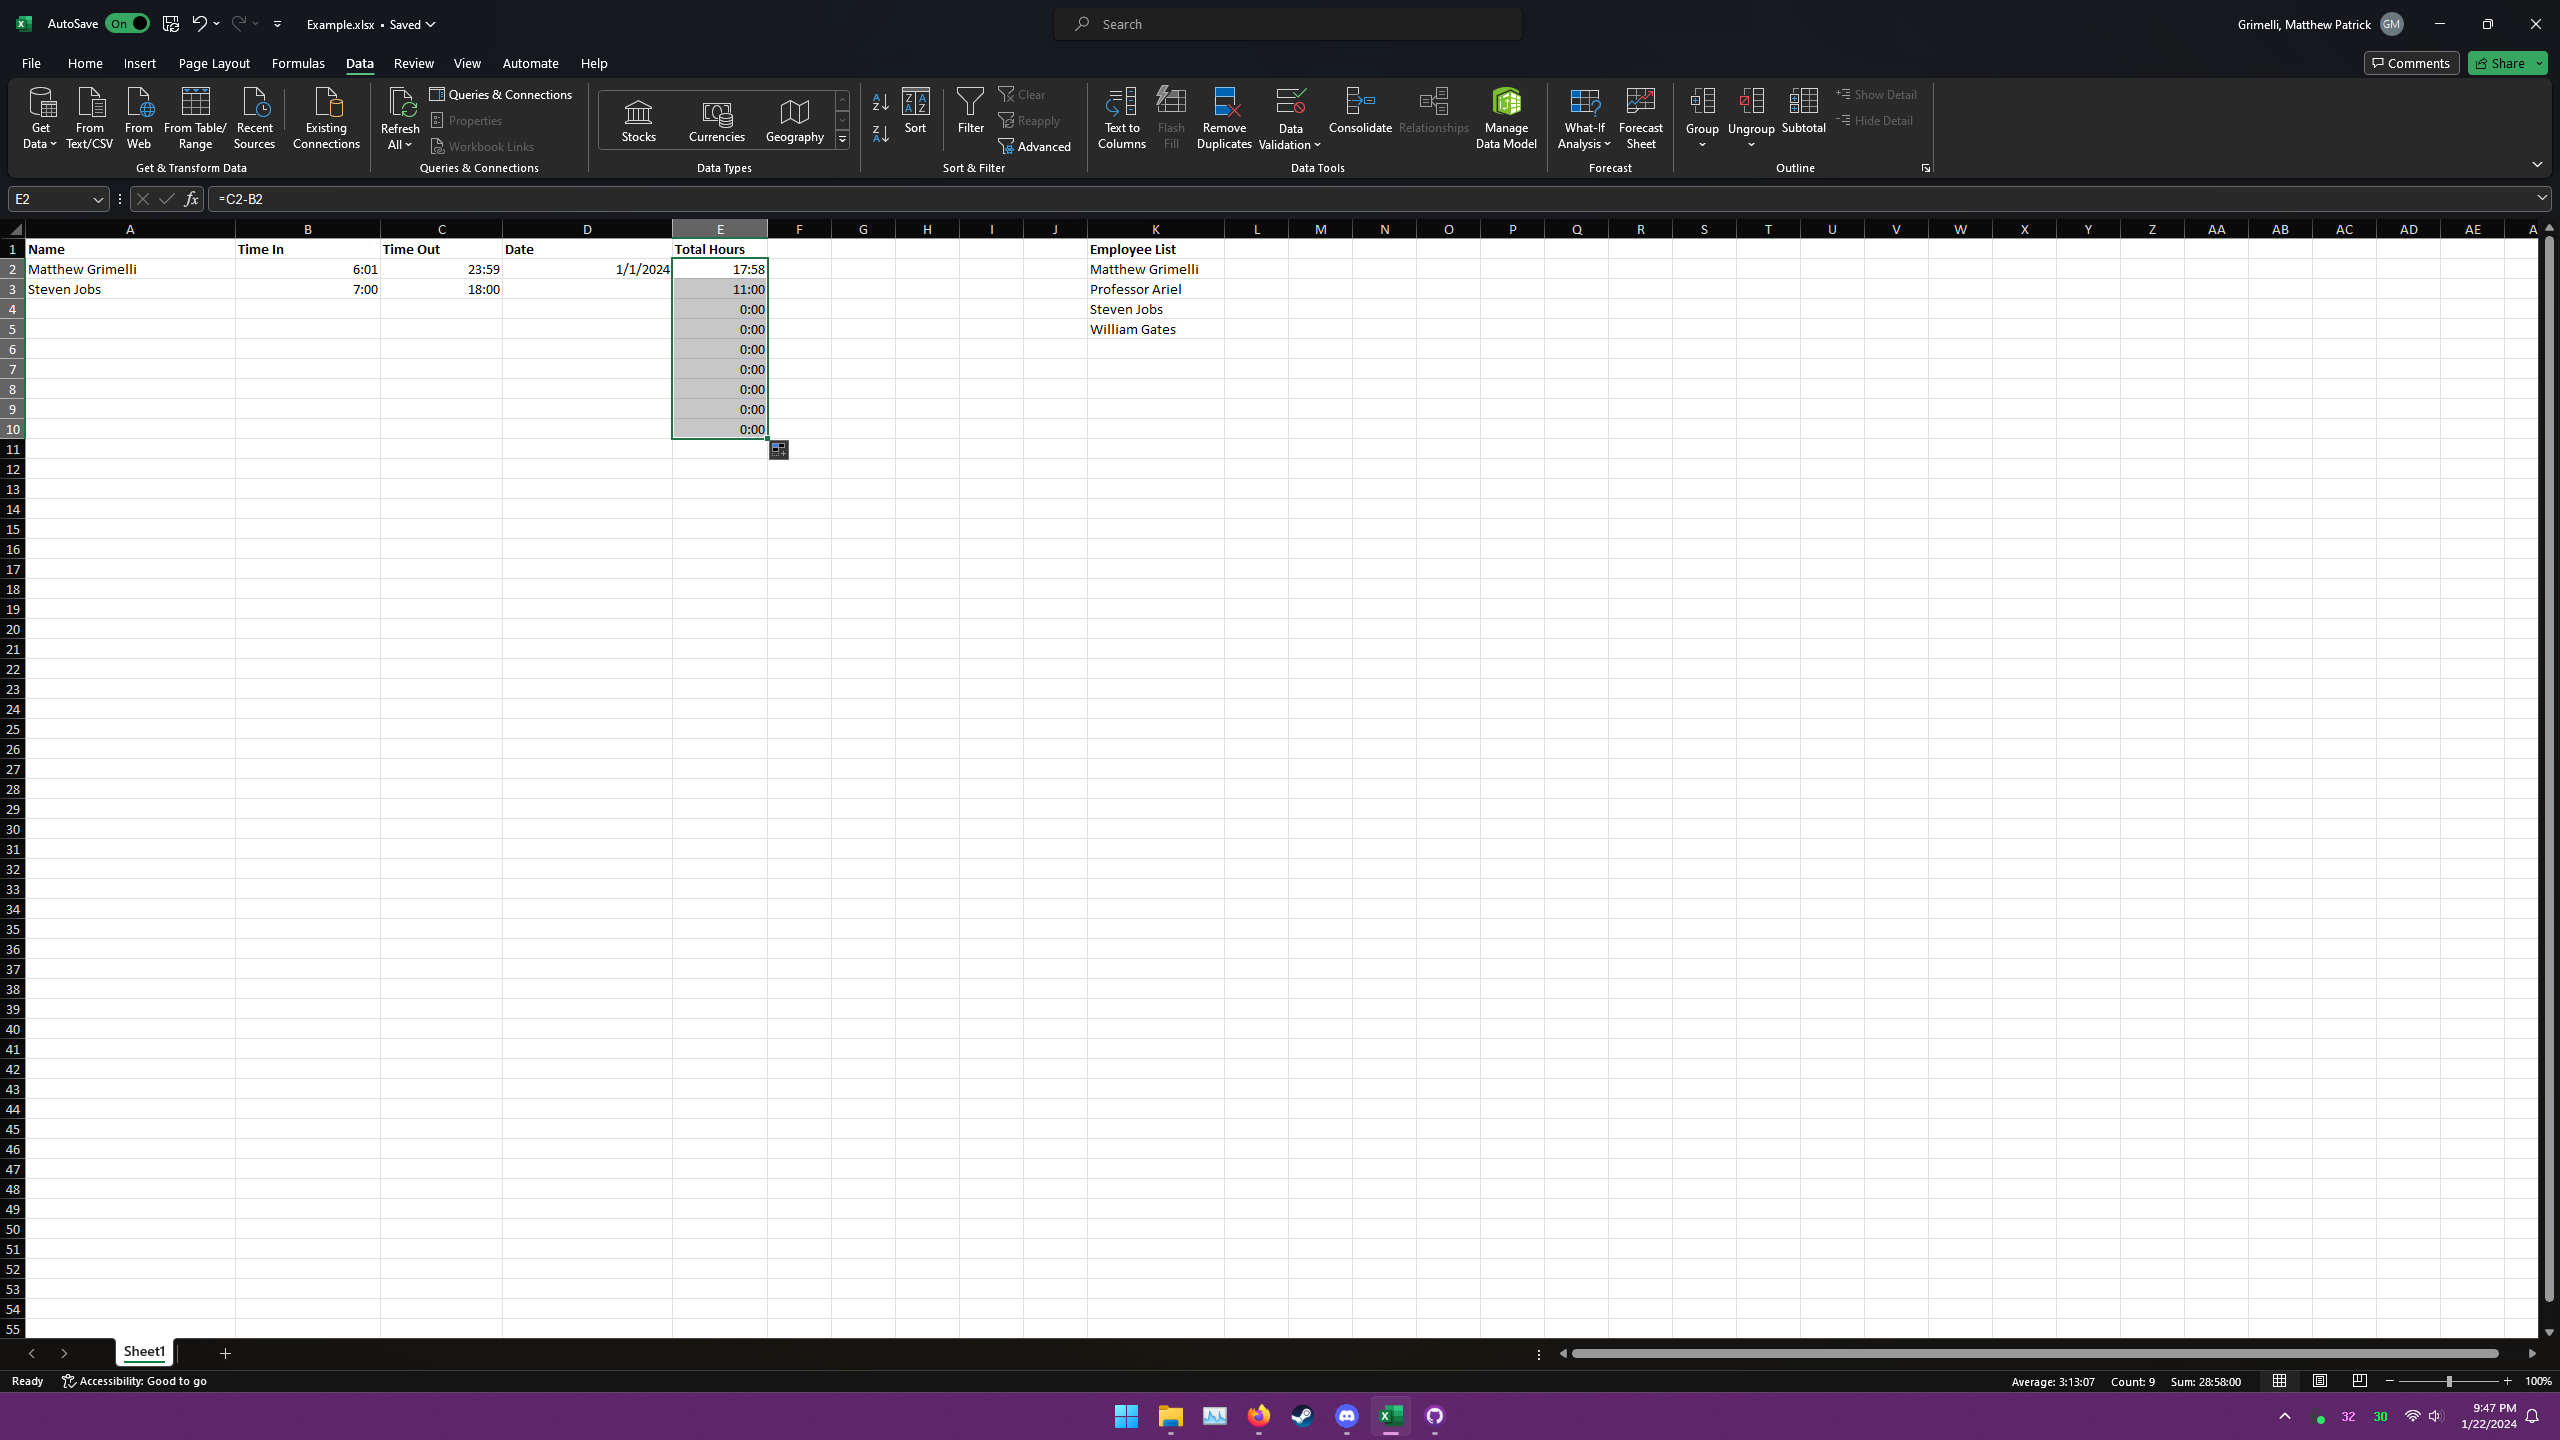 AutoSave On Example.xlsx • Saved Search Grimelli, Matthew Patrick GM
File Home Insert Page Layout Formulas Data Review View Automate Help Comments Share
Get Data From Text/CSV From Web From Table/Range Recent Sources Existing Connections
Get & Transform Data
Refresh All Queries & Connections
Properties
Workbook Links
Queries & Connections
Stocks Currencies Geography
Data Types
Sort Filter Clear
Reapply
Advanced
Sort & Filter
Text to Columns Flash Fill Remove Duplicates Data Validation Consolidate Relationships Manage Data Model
Data Tools
What-If Analysis Forecast Sheet
Forecast
Group Ungroup Subtotal Show Detail
Hide Detail
Outline
E2 fx =C2-B2
A B C D E F G H I J K L M N O P Q R S T U V W X Y Z AA AB AC AD AE A
1 Name Time In Time Out Date Total Hours Employee List
2 Matthew Grimelli 6:01 23:59 1/1/2024 17:58 Matthew Grimelli
3 Steven Jobs 7:00 18:00 11:00 Professor Ariel
4 0:00 Steven Jobs
5 0:00 William Gates
6 0:00
7 0:00
8 0:00
9 0:00
10 0:00
11
12
13
14
15
16
17
18
19
20
21
22
23
24
25
26
27
28
29
30
31
32
33
34
35
36
37
38
39
40
41
42
43
44
45
46
47
48
49
50
51
52
53
54
55
Sheet1
Ready Accessibility: Good to go Average: 3:13:07 Count: 9 Sum: 28:58:00 100%
32 30 9:47 PM
1/22/2024